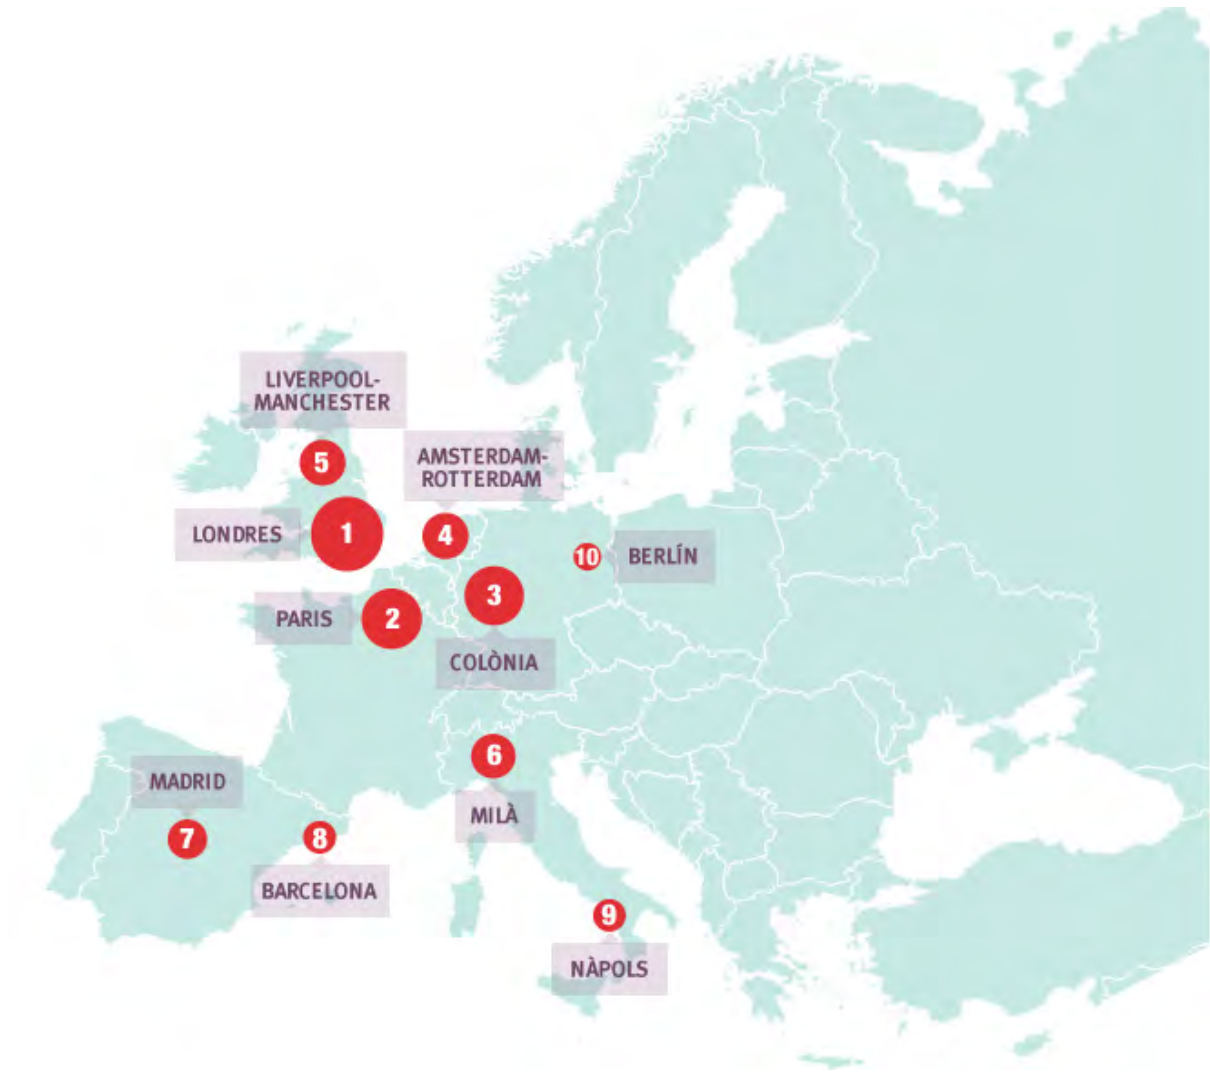 LIVERPOOL-
MANCHESTER
5
AMSTERDAM-
ROTTERDAM
4
LONDRES
1
10
BERLÍN
PARIS
2
3
COLÒNIA
6
MILÀ
MADRID
7
8
BARCELONA
9
NÀPOLS